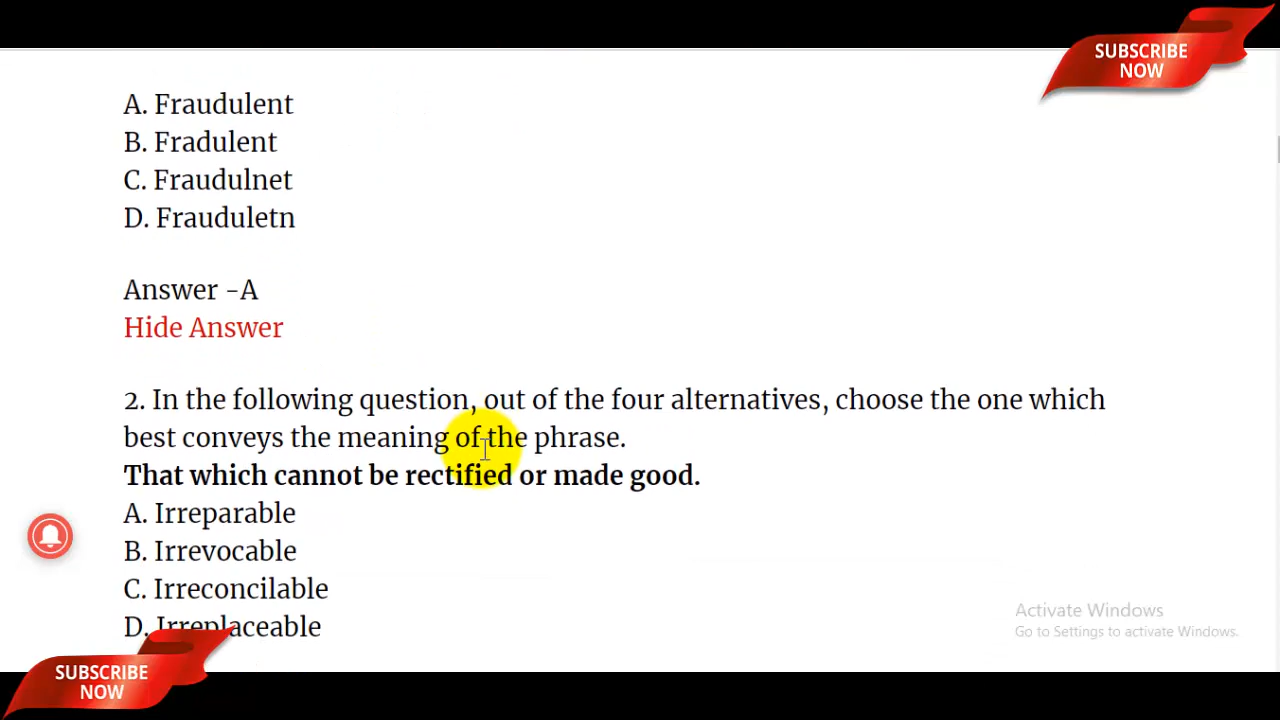 SUBSCRIBE
NOW
A. Fraudulent
B. Fradulent
C. Fraudulnet
D. Frauduletn
Answer -A
Hide Answer
2. In the following question, out of the four alternatives, choose the one which
best conveys the meaning of the phrase.
That which cannot be rectified or made good.
A. Irreparable
B. Irrevocable
C. Irreconcilable
D. Irreplaceable
Activate Windows
Go to Settings to activate Windows.
SUBSCRIBE
NOW